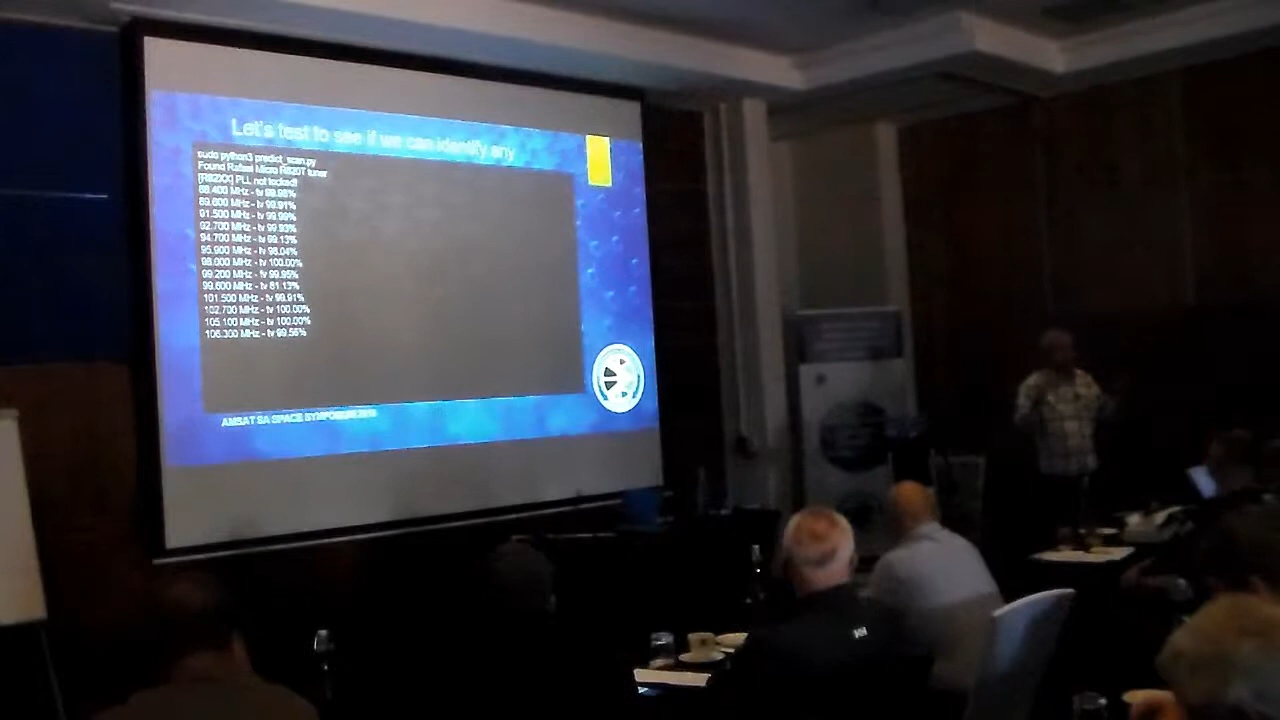 Let's test to see if we can identify any
sudo python3 predict_scan.py
Found Rafael Micro R820T tuner
[R82XX] PLL not locked!
88.400 MHz - tv 99.98%
89.600 MHz - tv 99.91%
91.500 MHz - tv 99.99%
92.700 MHz - tv 99.93%
94.700 MHz - tv 99.13%
95.900 MHz - tv 98.04%
98.000 MHz - tv 100.00%
99.200 MHz - tv 99.95%
99.600 MHz - tv 81.13%
101.500 MHz - tv 99.91%
102.700 MHz - tv 100.00%
105.100 MHz - tv 100.00%
106.300 MHz - tv 99.56%
AMSAT SA SPACE SYMPOSIUM